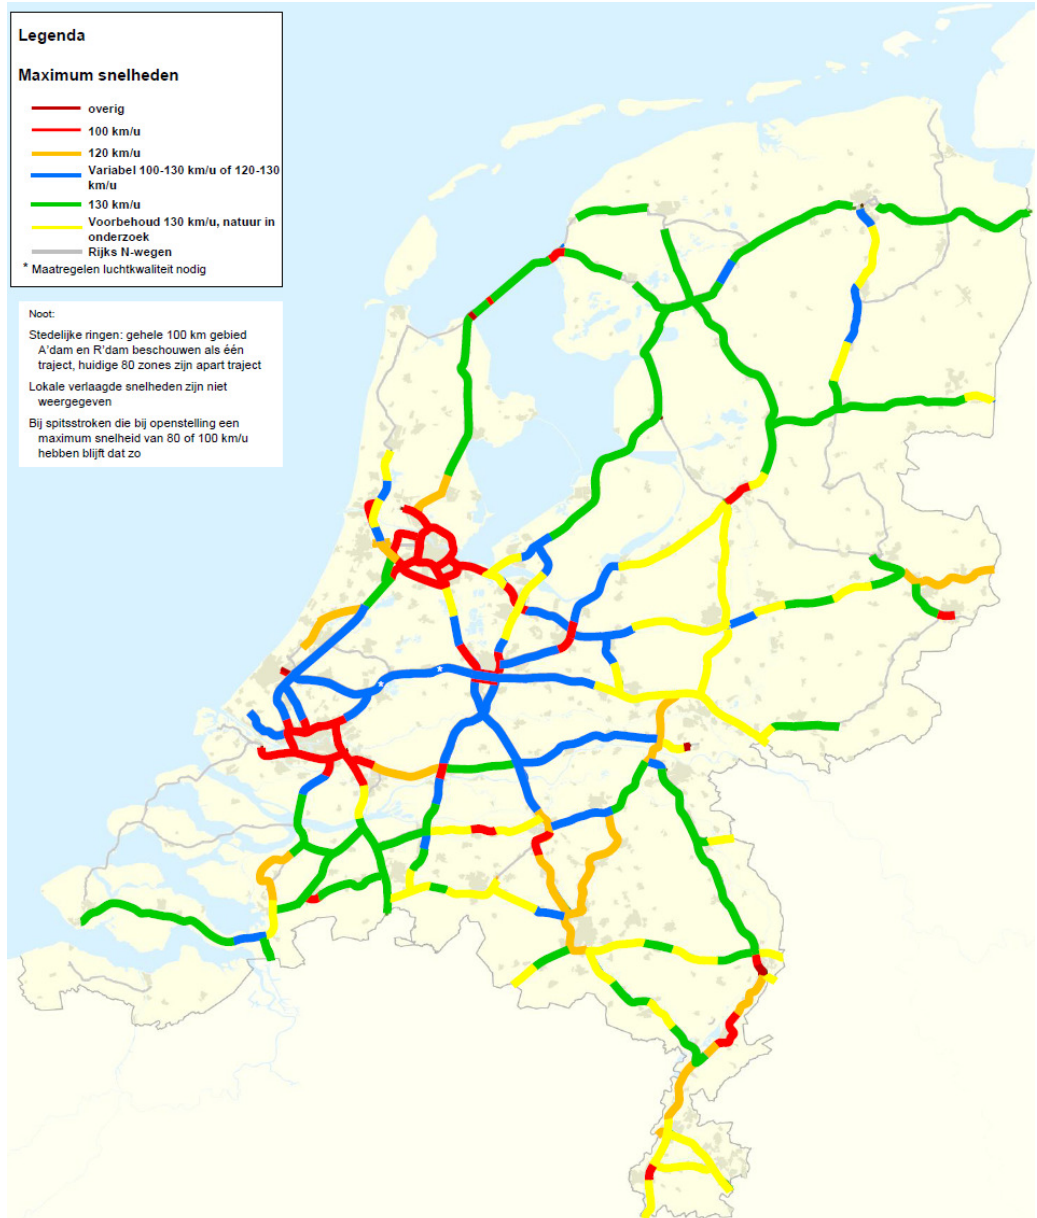 Legenda
Maximum snelheden
overig
100 km/u
120 km/u
Variabel 100-130 km/u of 120-130
km/u
130 km/u
Voorbehoud 130 km/u, natuur in
onderzoek
Rijks N-wegen
* Maatregelen luchtkwaliteit nodig
Noot:
Stedelijke ringen: gehele 100 km gebied
A'dam en R'dam beschouwen als één
traject, huidige 80 zones zijn apart traject
Lokale verlaagde snelheden zijn niet
weergegeven
Bij spitsstroken die bij openstelling een
maximum snelheid van 80 of 100 km/u
hebben blijft dat zo
*
*